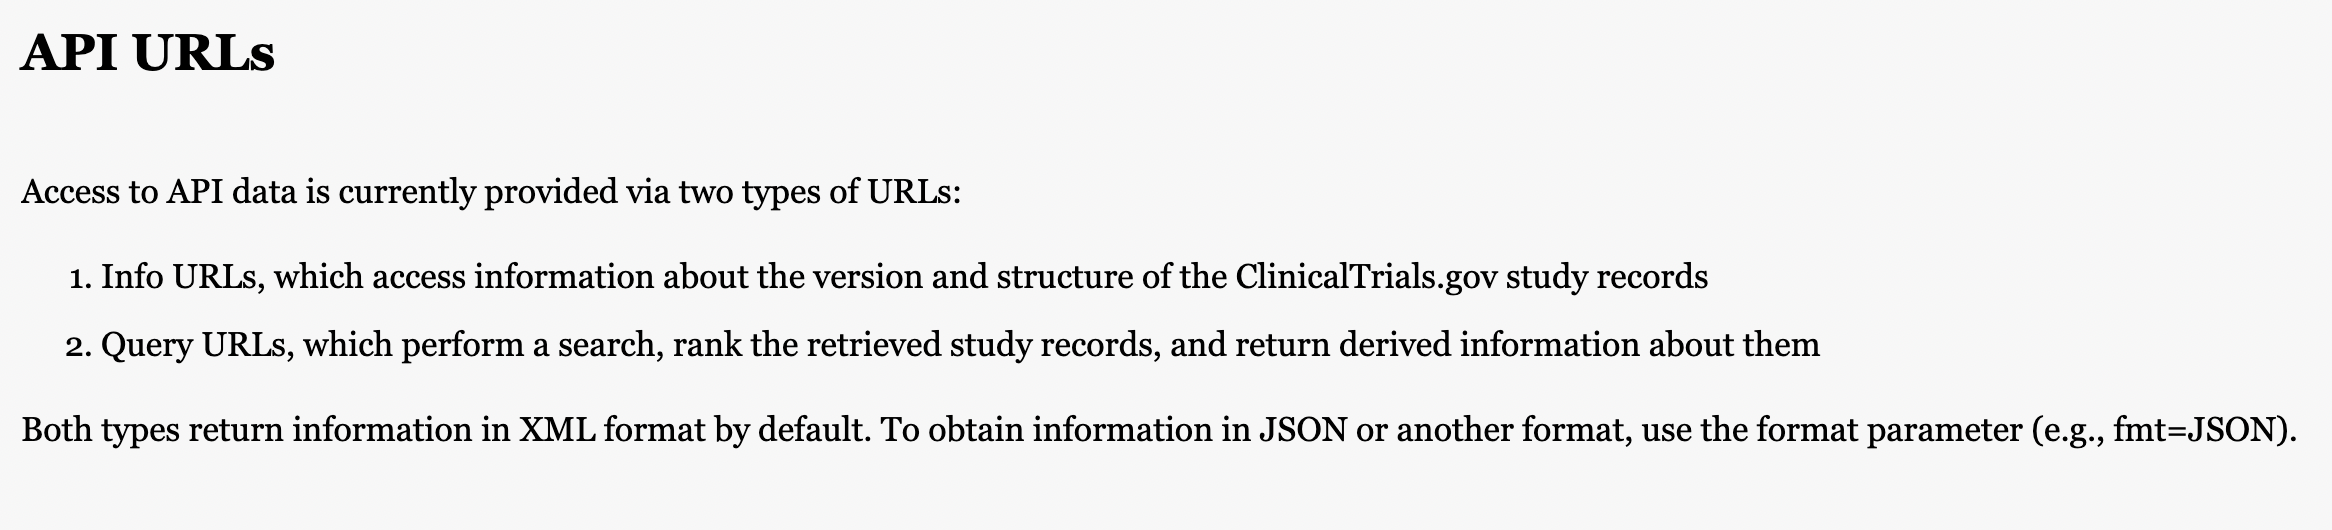 API URLs
Access to API data is currently provided via two types of URLs:
1. Info URLs, which access information about the version and structure of the ClinicalTrials.gov study records
2. Query URLs, which perform a search, rank the retrieved study records, and return derived information about them
Both types return information in XML format by default. To obtain information in JSON or another format, use the format parameter (e.g., fmt=JSON).